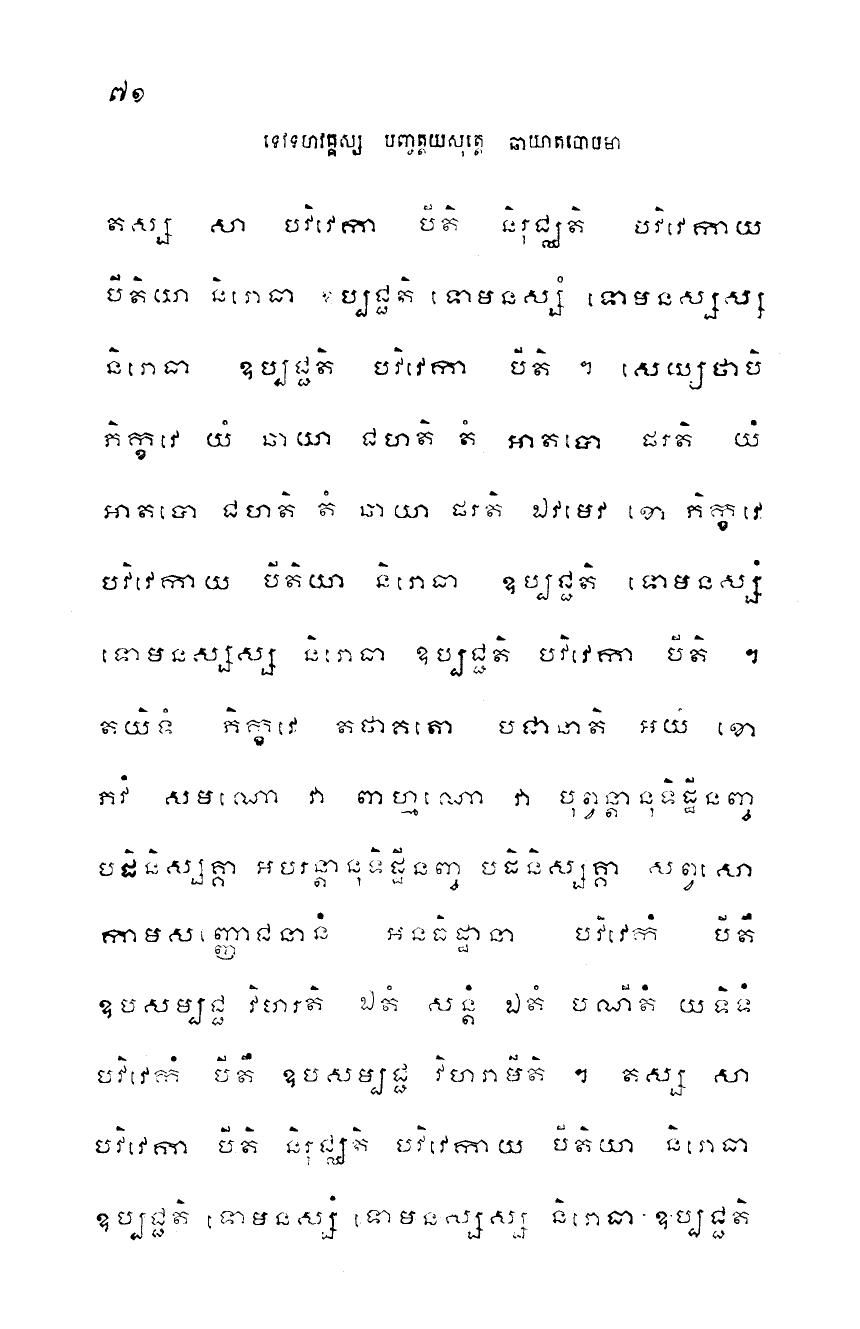 ៧១
ទេវទហវគ្គស្ស បញ្ចត្តយសុត្តេ ឆាយាតបោបមា
តស្ស សា បវិវេកា បីតិ និរុជ្ឈតិ បវិវេកាយ
បីតិយា និរោធា ឧប្បជ្ជតិ ទោមនស្សំ ទោមនស្សស្ស
និរោធា ឧប្បជ្ជតិ បវិវេកា បីតិ ។ សេយ្យថាបិ
ភិក្ខវេ យំ ឆាយា ជហតិ តំ អាតបោ ផរតិ យំ
អាតបោ ជហតិ តំ ឆាយា ផរតិ ឯវមេវ ខោ ភិក្ខវេ
បវិវេកាយ បីតិយា និរោធា ឧប្បជ្ជតិ ទោមនស្សំ
ទោមនស្សស្ស និរោធា ឧប្បជ្ជតិ បវិវេកា បីតិ ។
តយិទំ ភិក្ខវេ តថាគតោ បជានាតិ អយំ ខោ
ភវំ សមណោ វា ពាហ្មណោ វា បុព្វន្តានុទិដ្ឋីនញ្ច
បដិនិស្សគ្គា អបរន្តានុទិដ្ឋីនញ្ច បដិនិស្សគ្គា សព្វសោ
កាមសញ្ញោជនានំ អនធិដ្ឋានា បវិវេកំ បីតឹ
ឧបសម្បជ្ជ វិហរតិ ឯតំ សន្តំ ឯតំ បណីតំ យទិទំ
បវិវេកំ បីតឹ ឧបសម្បជ្ជ វិហរាមីតិ ។ តស្ស សា
បវិវេកា បីតិ និរុជ្ឈតិ បវិវេកាយ បីតិយា និរោធា
ឧប្បជ្ជតិ ទោមនស្សំ ទោមនស្សស្ស និរោធា ឧប្បជ្ជតិ